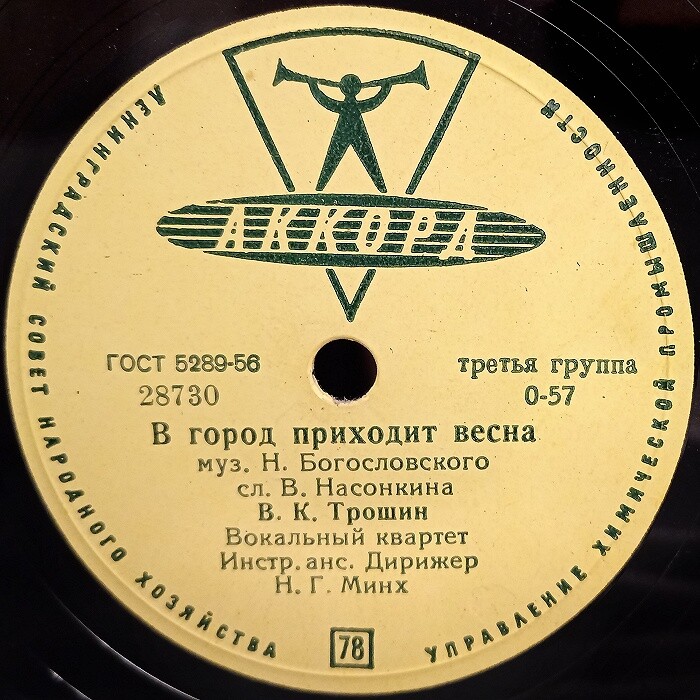 ЛЕНИНГРАДСКИЙ СОВЕТ НАРОДНОГО ХОЗЯЙСТВА
УПРАВЛЕНИЕ ХИМИЧЕСКОЙ ПРОМЫШЛЕННОСТИ
АККОРД
ГОСТ 5289-56
28730
третья группа
0-57
В город приходит весна
муз. Н. Богословского
сл. В. Насонкина
В. К. Трошин
Вокальный квартет
Инстр. анс. Дирижер
Н. Г. Минх
78